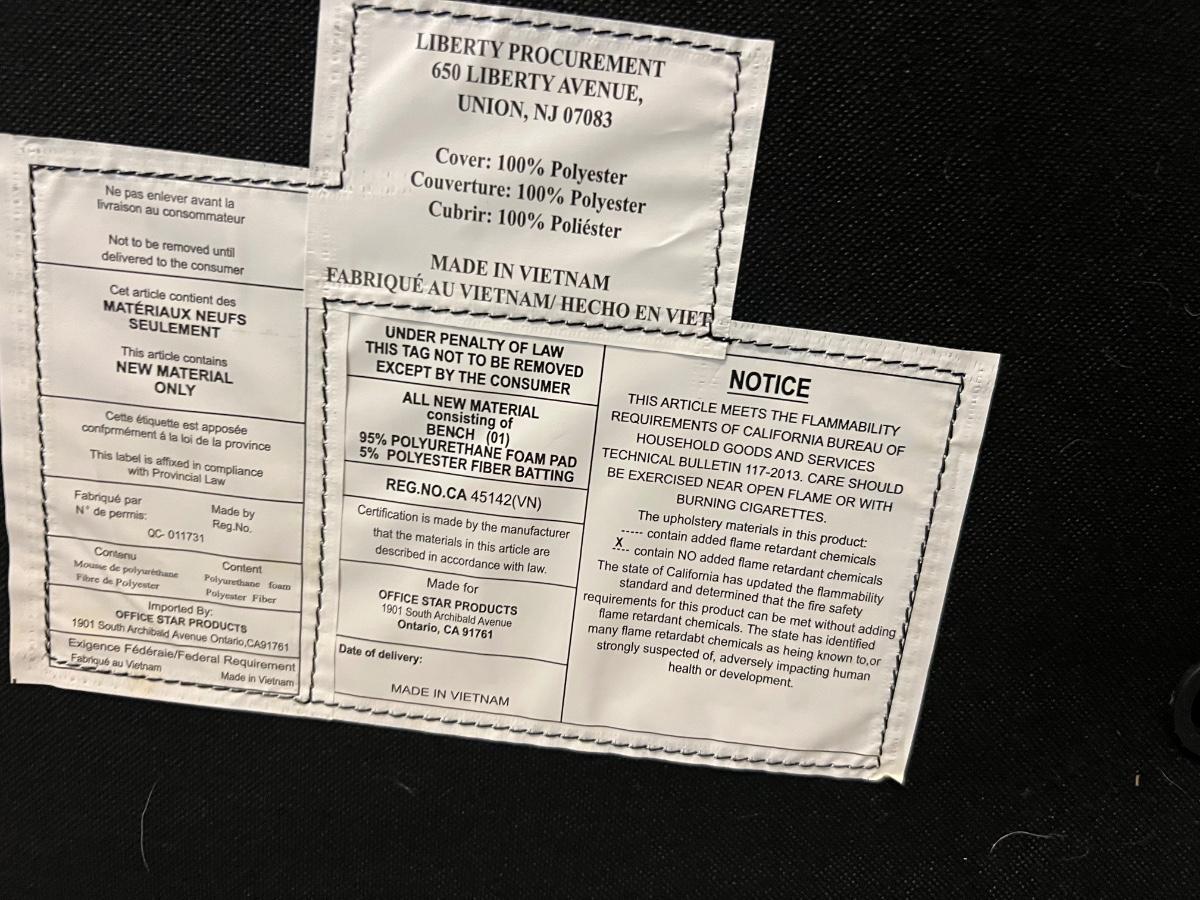 LIBERTY PROCUREMENT
650 LIBERTY AVENUE,
UNION, NJ 07083
Cover: 100% Polyester
Couverture: 100% Polyester
Cubrir: 100% Poliéster
MADE IN VIETNAM
FABRIQUÉ AU VIETNAM/ HECHO EN VIET
Ne pas enlever avant la
livraison au consommateur
Not to be removed until
delivered to the consumer
Cet article contient des
MATÉRIAUX NEUFS
SEULEMENT
This article contains
NEW MATERIAL
ONLY
Cette étiquette est apposée
confprmément á la loi de la province
This label is affixed in compliance
with Provincial Law
Fabriqué par
N° de permis:
Made by
Reg.No.
QC- 011731
Contenu
Mousse de polyuréthane
Fibre de Polyester
Content
Polyurethane foam
Polyester Fiber
Imported By:
OFFICE STAR PRODUCTS
1901 South Archibald Avenue Ontario,CA91761
Exigence Fédéraie/Federal Requirement
Fabriqué au Vietnam
Made in Vietnam
UNDER PENALTY OF LAW
THIS TAG NOT TO BE REMOVED
EXCEPT BY THE CONSUMER
ALL NEW MATERIAL
consisting of
BENCH (01)
95% POLYURETHANE FOAM PAD
5% POLYESTER FIBER BATTING
REG.NO.CA 45142(VN)
Certification is made by the manufacturer
that the materials in this article are
described in accordance with law.
Made for
OFFICE STAR PRODUCTS
1901 South Archibald Avenue
Ontario, CA 91761
Date of delivery:
MADE IN VIETNAM
NOTICE
THIS ARTICLE MEETS THE FLAMMABILITY
REQUIREMENTS OF CALIFORNIA BUREAU OF
HOUSEHOLD GOODS AND SERVICES
TECHNICAL BULLETIN 117-2013. CARE SHOULD
BE EXERCISED NEAR OPEN FLAME OR WITH
BURNING CIGARETTES.
The upholstery materials in this product:
----- contain added flame retardant chemicals
X ---- contain NO added flame retardant chemicals
The state of California has updated the flammability
standard and determined that the fire safety
requirements for this product can be met without adding
flame retardant chemicals. The state has identified
many flame retardabt chemicals as being known to,or
strongly suspected of, adversely impacting human
health or development.